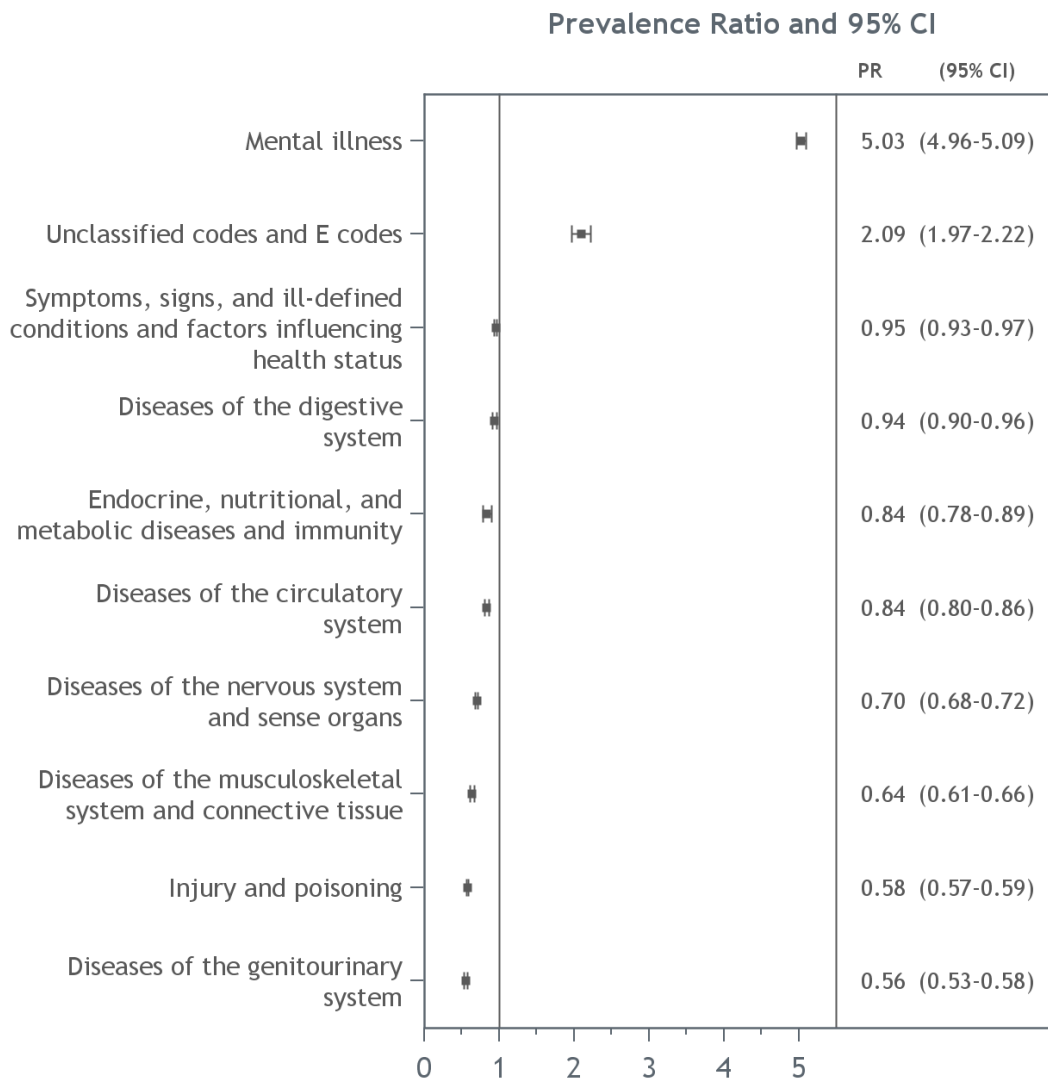 Prevalence Ratio and 95% CI
PR (95% CI)
Mental illness 5.03 (4.96-5.09)
Unclassified codes and E codes 2.09 (1.97-2.22)
Symptoms, signs, and ill-defined
conditions and factors influencing 0.95 (0.93-0.97)
health status
Diseases of the digestive 0.94 (0.90-0.96)
system
Endocrine, nutritional, and 0.84 (0.78-0.89)
metabolic diseases and immunity
Diseases of the circulatory 0.84 (0.80-0.86)
system
Diseases of the nervous system 0.70 (0.68-0.72)
and sense organs
Diseases of the musculoskeletal 0.64 (0.61-0.66)
system and connective tissue
Injury and poisoning 0.58 (0.57-0.59)
Diseases of the genitourinary 0.56 (0.53-0.58)
system
0 1 2 3 4 5